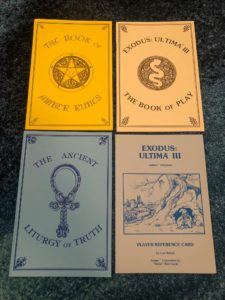 THE BOOK OF
AMBER RUNES
EXODUS: ULTIMA III
THE BOOK OF PLAY
THE ANCIENT
LITURGY OF TRUTH
EXODUS:
ULTIMA III
PLAYER REFERENCE CARD